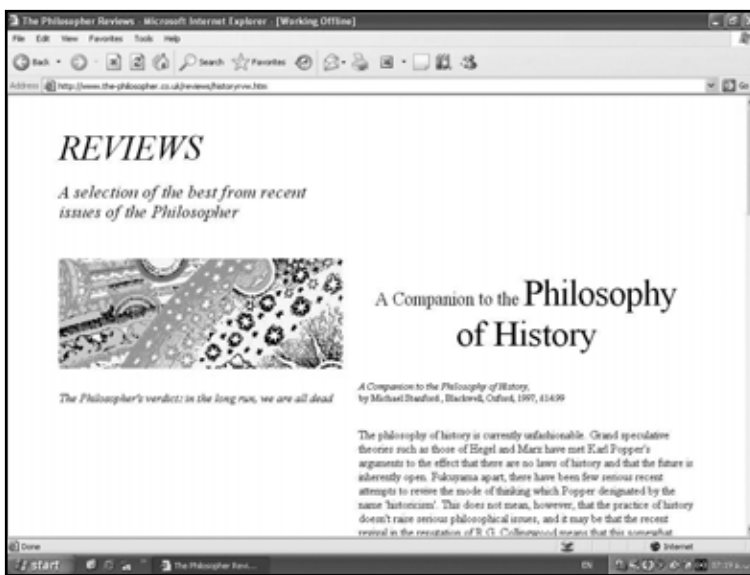 The Philosopher Reviews - Microsoft Internet Explorer - [Working Offline]
File Edit View Favorites Tools Help
Back Search Favorites
Address http://www.the-philosopher.co.uk/reviews/historyrvw.htm Go
REVIEWS
A selection of the best from recent
issues of the Philosopher
A Companion to the Philosophy
of History
The Philosopher's verdict: in the long run, we are all dead
A Companion to the Philosophy of History,
by Michael Stanford, Blackwell, Oxford, 1997, £14.99
The philosophy of history is currently unfashionable. Grand speculative
theories such as those of Hegel and Marx have met Karl Popper's
arguments to the effect that there are no laws of history and that the future is
inherently open. Fukuyama apart, there have been few serious recent
attempts to revive the mode of thinking which Popper designated by the
name 'historicism'. This does not mean, however, that the practice of history
doesn't raise serious philosophical issues, and it may be that the recent
revival in the reputation of R.G. Collingwood means that this somewhat
Done Internet
start The Philosopher Revi... EN